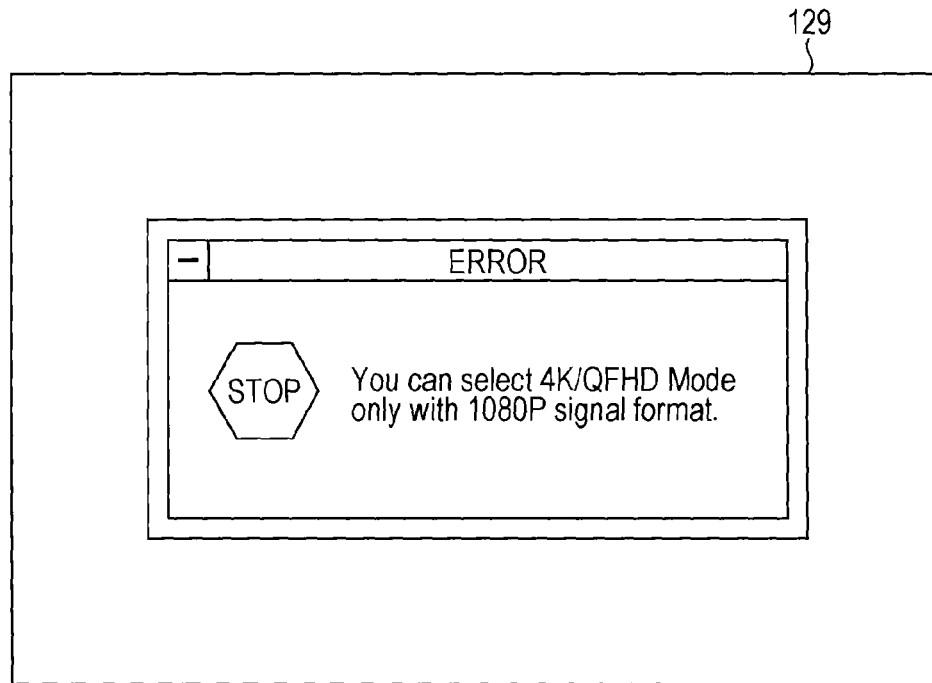 129
ERROR
STOP
You can select 4K/QFHD Mode
only with 1080P signal format.